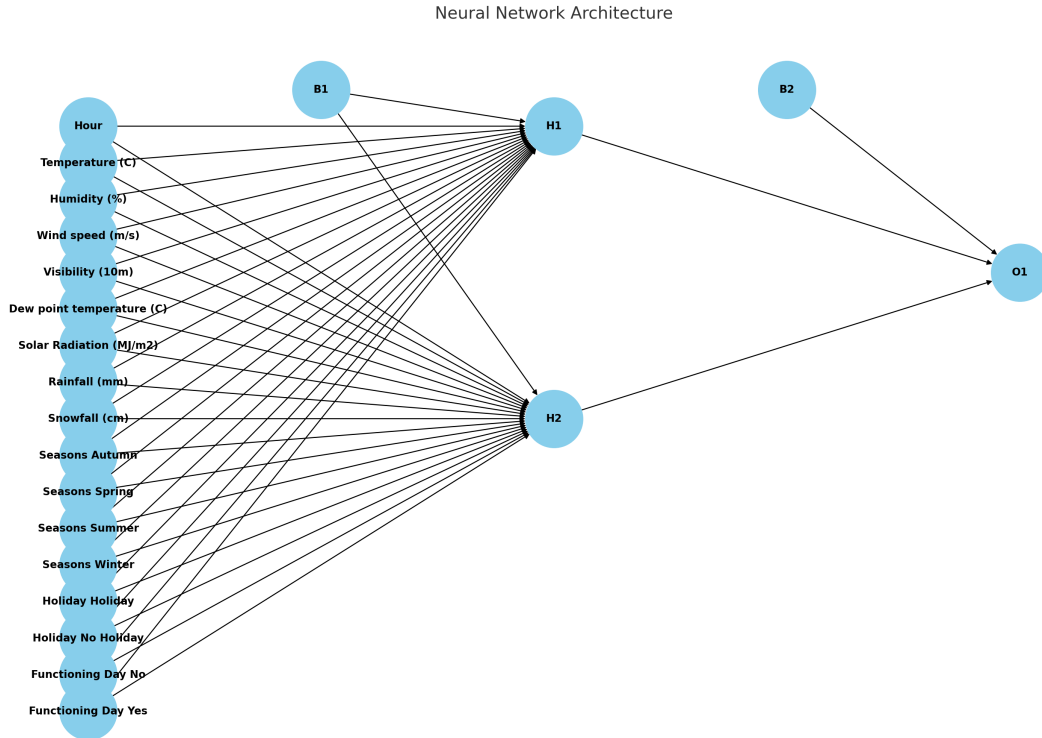 Neural Network Architecture
B1
B2
Hour
H1
Temperature (C)
Humidity (%)
Wind speed (m/s)
Visibility (10m)
O1
Dew point temperature (C)
Solar Radiation (MJ/m2)
Rainfall (mm)
Snowfall (cm)
H2
Seasons Autumn
Seasons Spring
Seasons Summer
Seasons Winter
Holiday Holiday
Holiday No Holiday
Functioning Day No
Functioning Day Yes